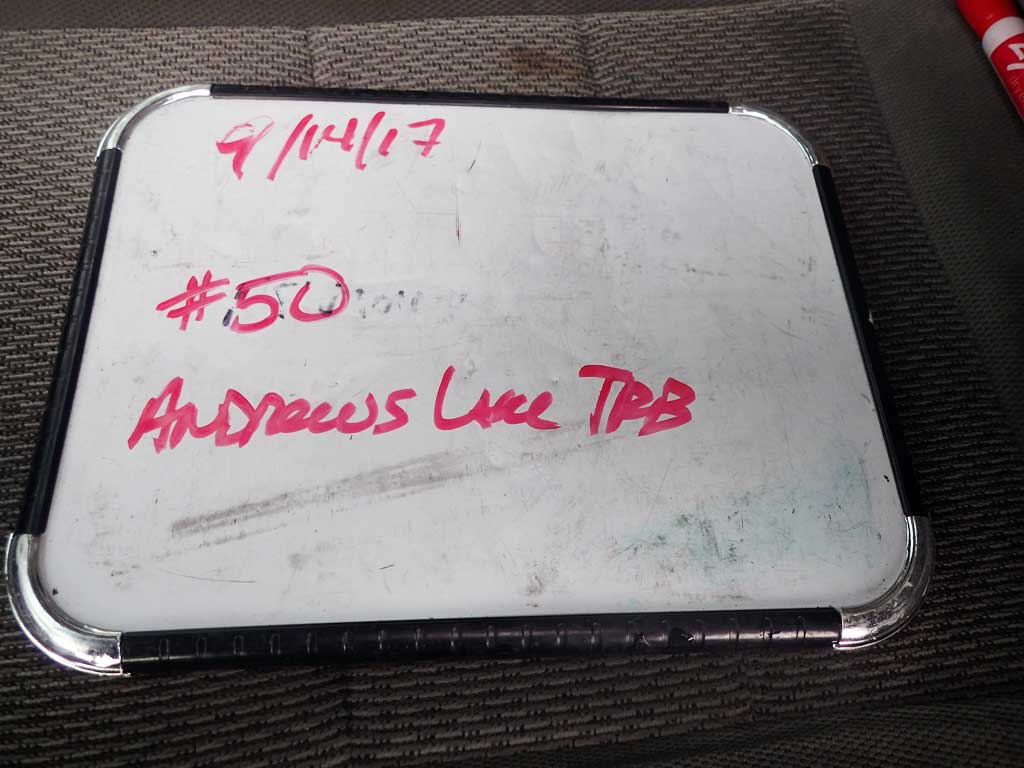 9/14/17
#50
ANDREWS LAKE TRB